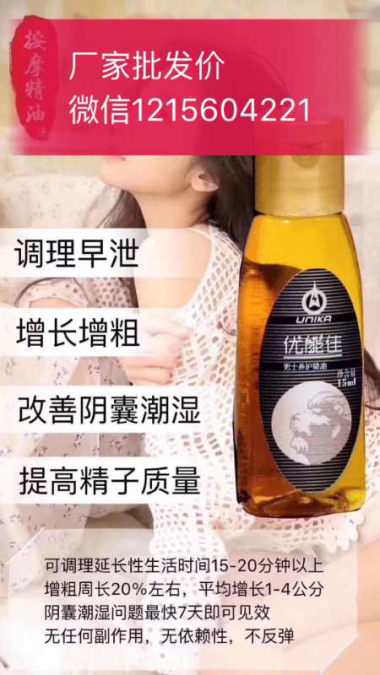 按摩精油
厂家批发价
微信1215604221
调理早泄
增长增粗
改善阴囊潮湿
提高精子质量
UNIKA
优能佳
男士养护精油
净含量
15ml
可调理延长性生活时间15-20分钟以上
增粗周长20%左右，平均增长1-4公分
阴囊潮湿问题最快7天即可见效
无任何副作用，无依赖性，不反弹